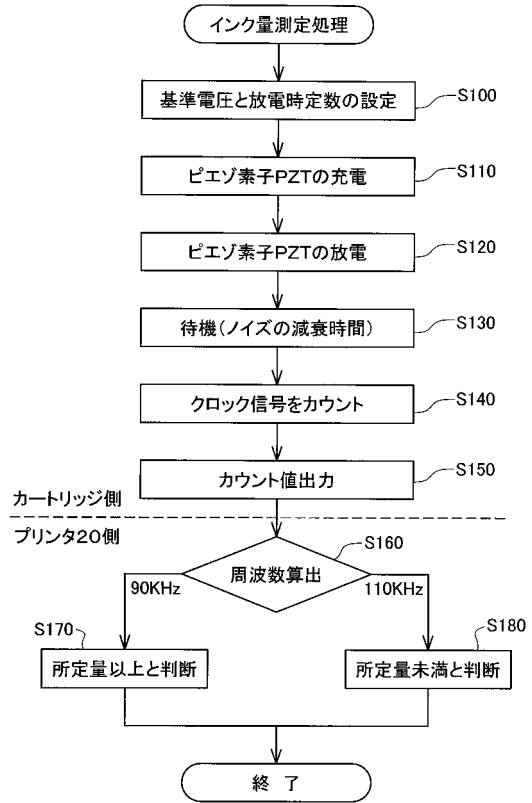 インク量測定処理
基準電圧と放電時定数の設定
S100
ピエゾ素子PZTの充電
S110
ピエゾ素子PZTの放電
S120
待機(ノイズの減衰時間)
S130
クロック信号をカウント
S140
カウント値出力
S150
カートリッジ側
プリンタ20側
周波数算出
S160
90KHz
110KHz
S170
所定量以上と判断
S180
所定量未満と判断
終 了